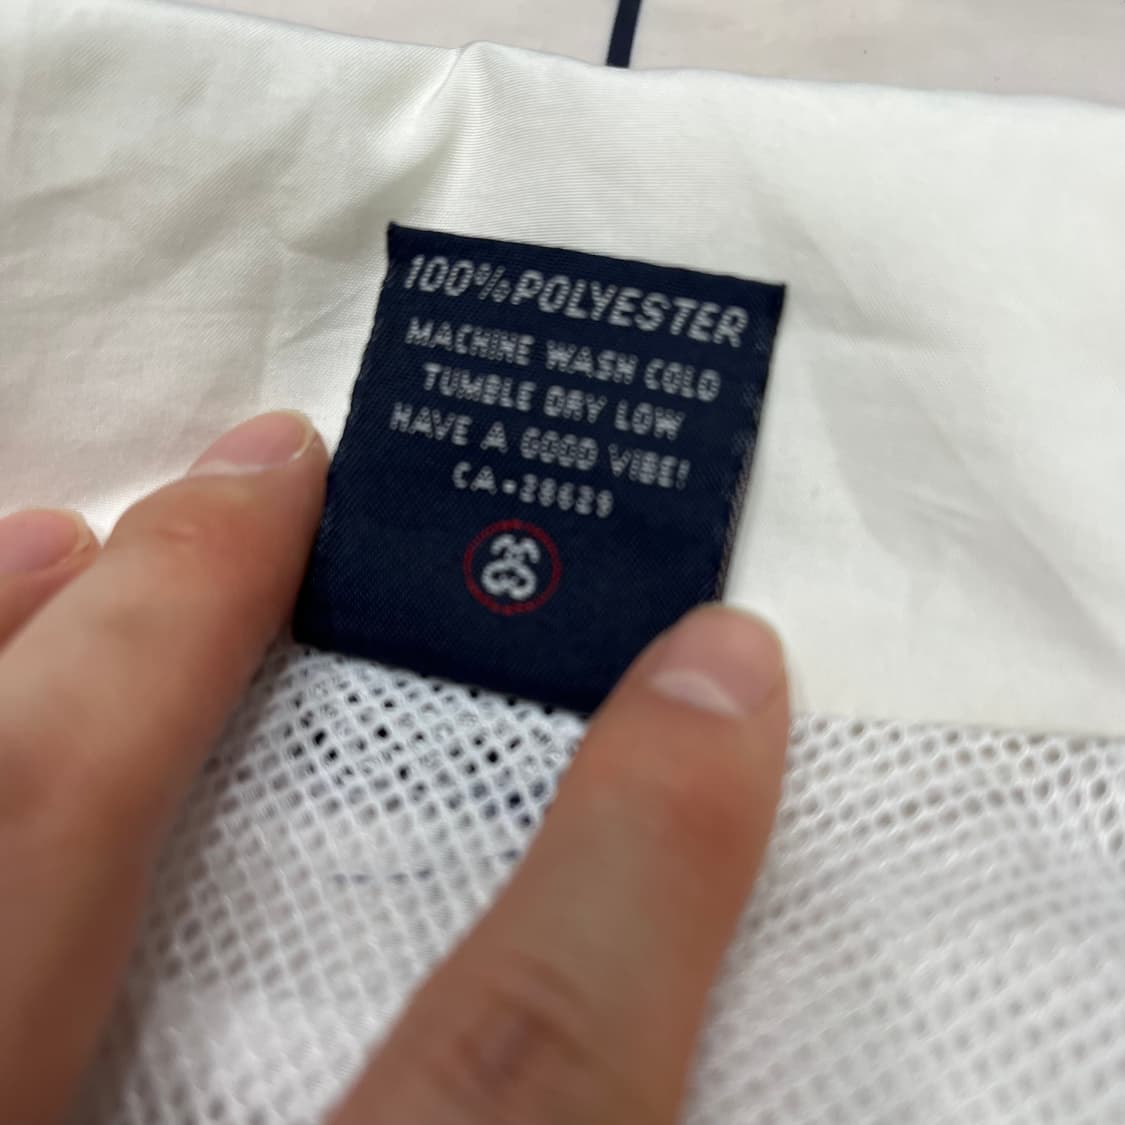 100% POLYESTER
MACHINE WASH COLD
TUMBLE DRY LOW
HAVE A GOOD VIBE!
CA-28629